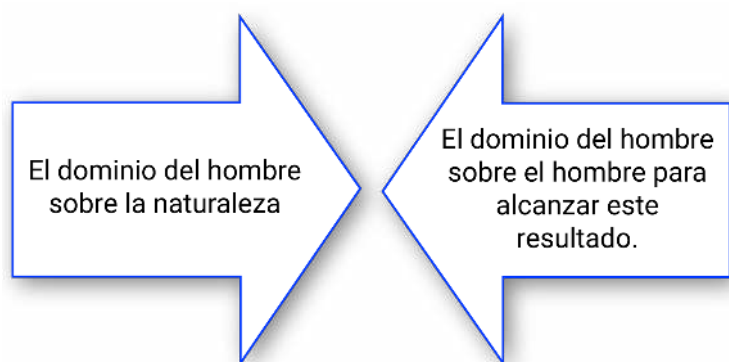 El dominio del hombre
sobre la naturaleza
El dominio del hombre
sobre el hombre para
alcanzar este
resultado.